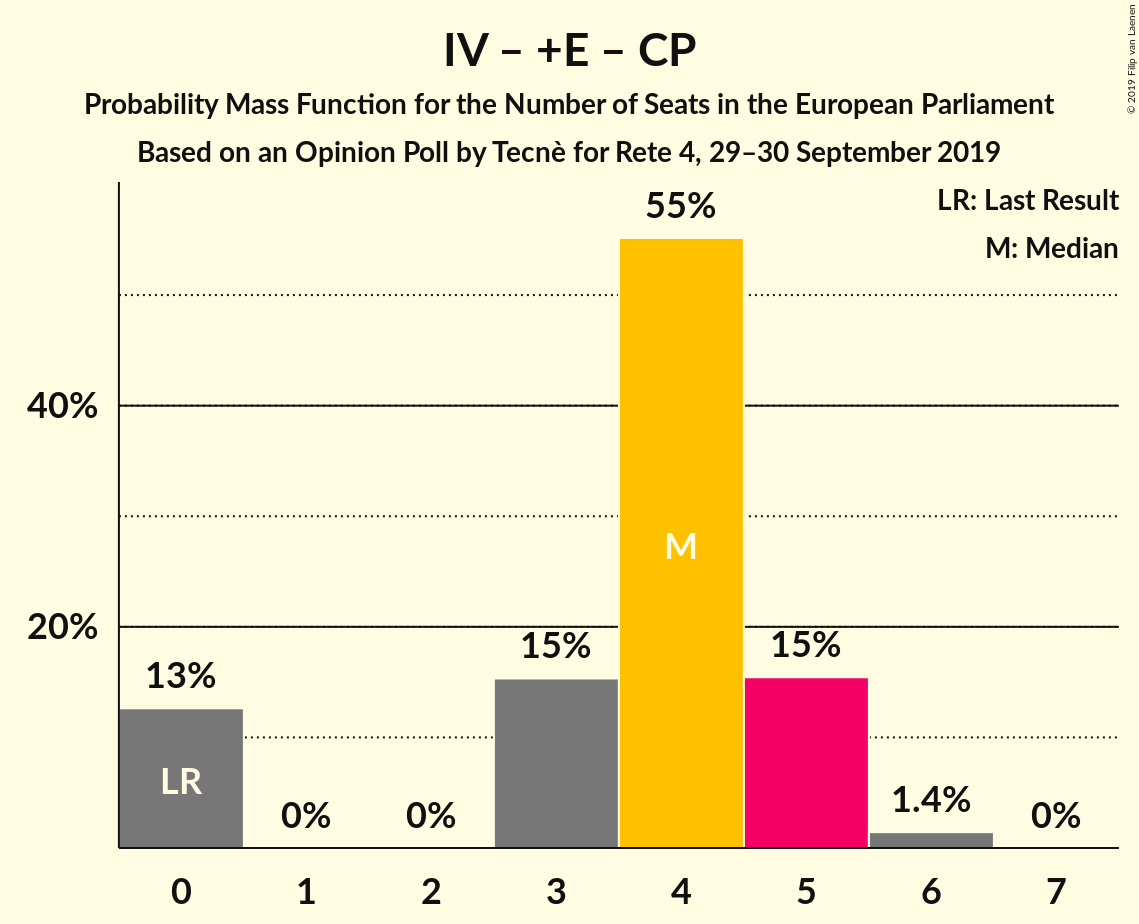 IV – +E – CP
Probability Mass Function for the Number of Seats in the European Parliament
Based on an Opinion Poll by Tecnè for Rete 4, 29–30 September 2019
© 2019 Filip van Laenen
LR: Last Result
M: Median
55%
40%
M
20%
15%
15%
13%
LR
0%
0%
1.4%
0%
0 1 2 3 4 5 6 7